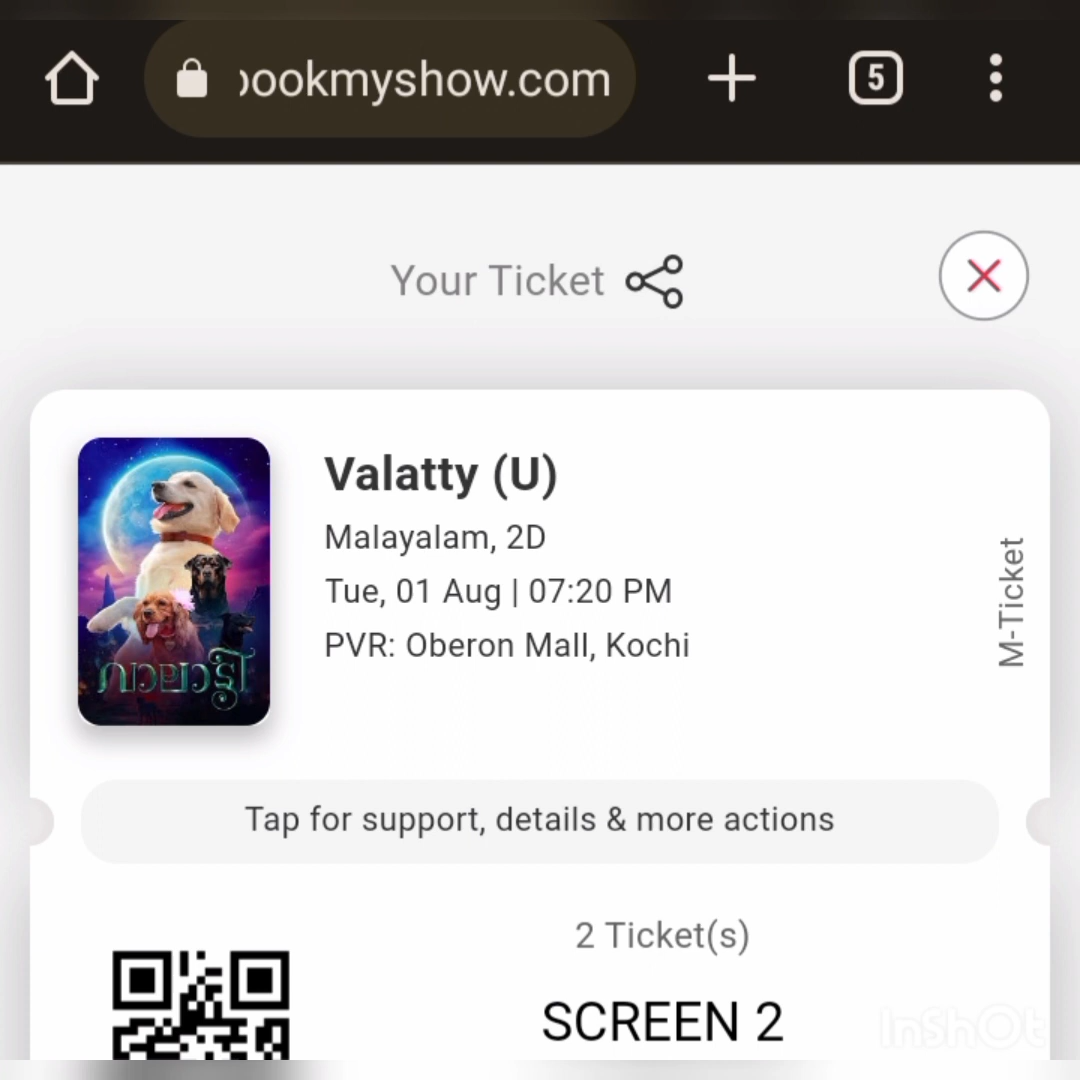 ookmyshow.com
5
Your Ticket
Valatty (U)
Malayalam, 2D
Tue, 01 Aug | 07:20 PM
PVR: Oberon Mall, Kochi
M-Ticket
വാലാട്ടി
Tap for support, details & more actions
2 Ticket(s)
SCREEN 2
InShOt